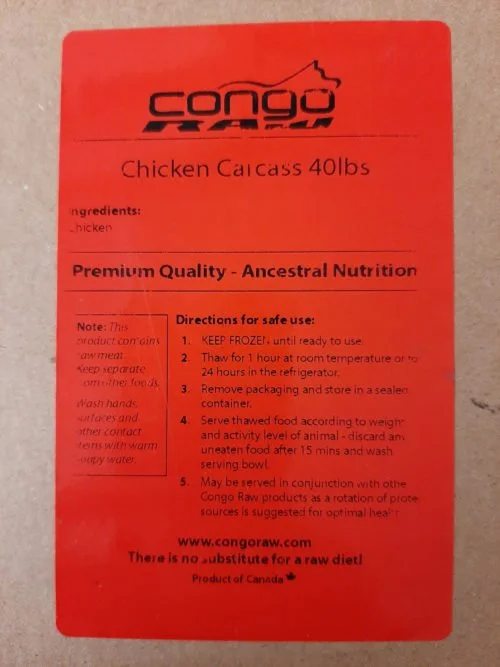 congo
RAW
Chicken Carcass 40lbs
Ingredients:
Chicken
Premium Quality - Ancestral Nutrition
Note: This
product contains
raw meat.
Keep separate
from other foods.
Wash hands,
surfaces and
other contact
items with warm
soapy water.
Directions for safe use:
1. KEEP FROZEN until ready to use.
2. Thaw for 1 hour at room temperature or to
24 hours in the refrigerator.
3. Remove packaging and store in a sealed
container.
4. Serve thawed food according to weight
and activity level of animal - discard any
uneaten food after 15 mins and wash
serving bowl.
5. May be served in conjunction with othe
Congo Raw products as a rotation of prote
sources is suggested for optimal health
www.congoraw.com
There is no substitute for a raw diet!
Product of Canada